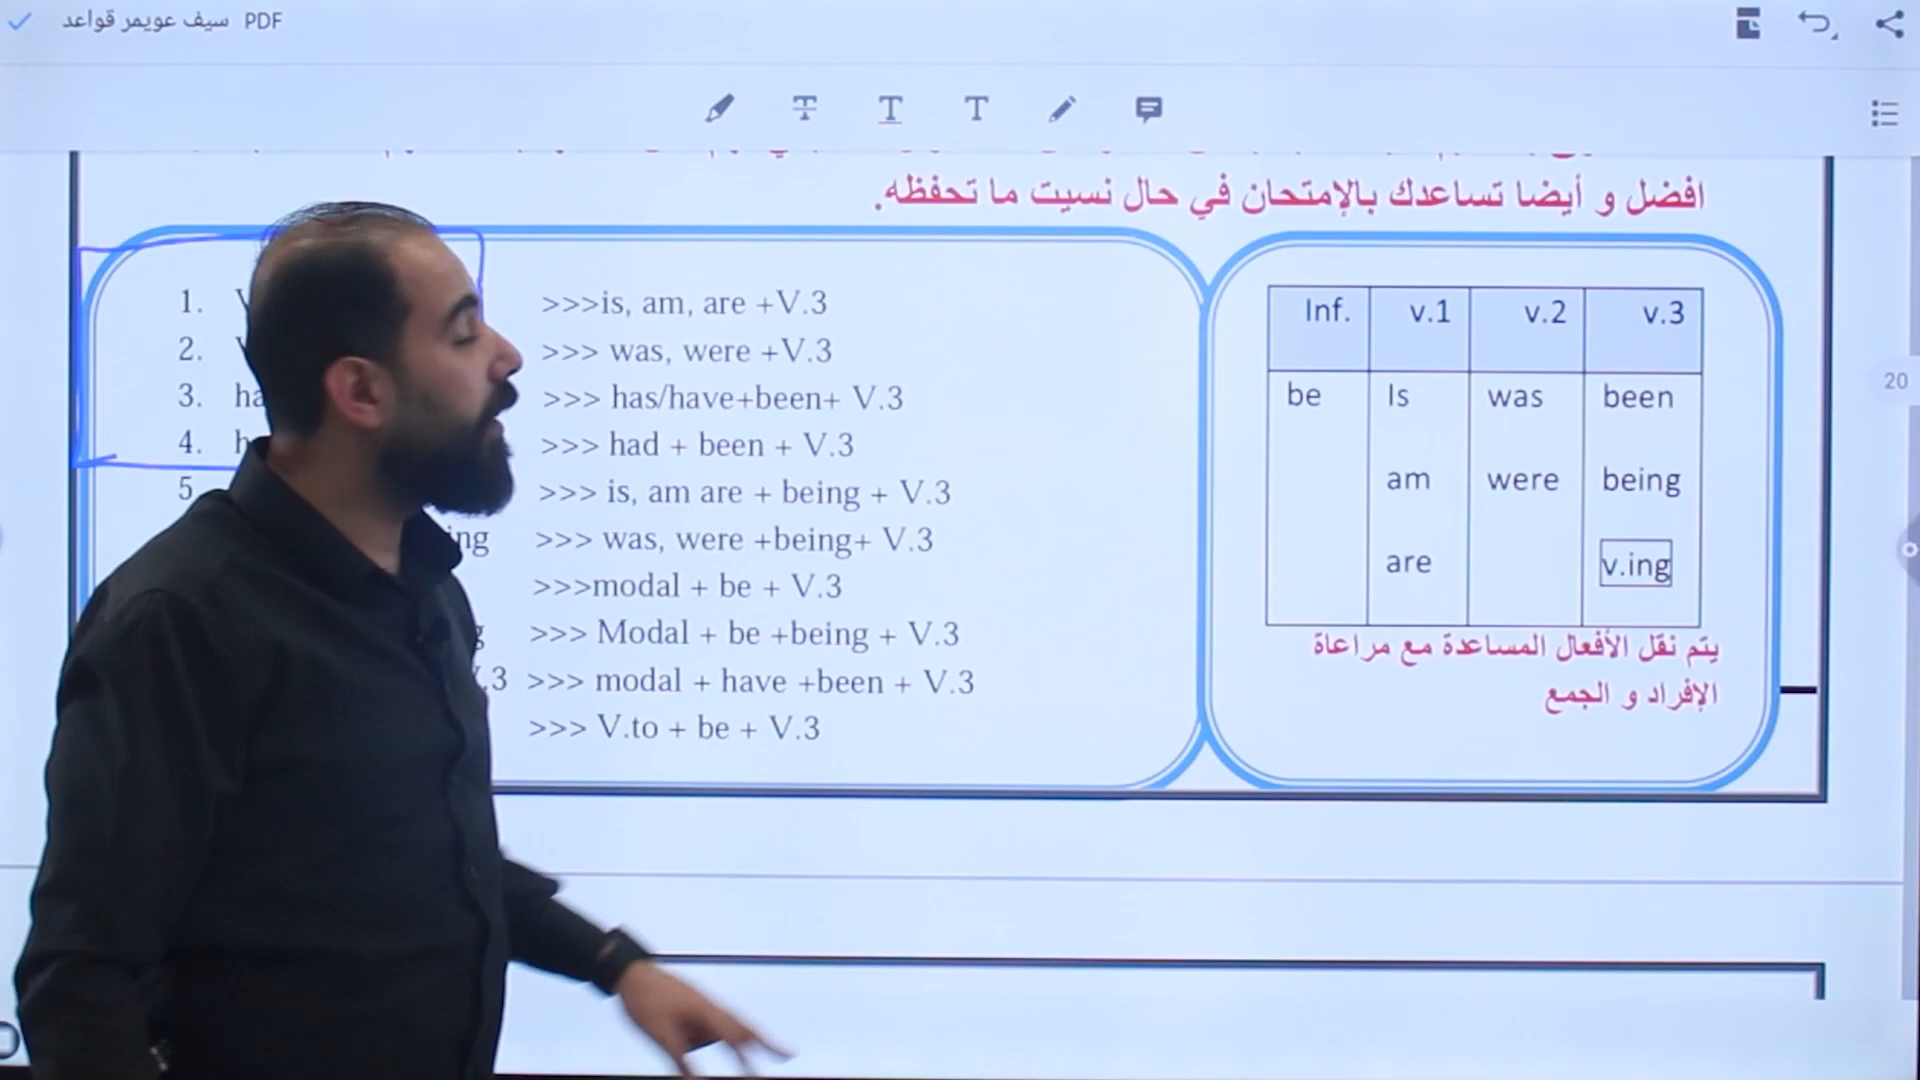 سيف عويمر قواعد PDF
افضل و أيضا تساعدك بالإمتحان في حال نسيت ما تحفظه.
1. >>>is, am, are +V.3
2. >>> was, were +V.3
3. ha >>> has/have+been+ V.3
4. >>> had + been + V.3
5 >>> is, am are + being + V.3
ing >>> was, were +being+ V.3
>>>modal + be + V.3
>>> Modal + be +being + V.3
.3 >>> modal + have +been + V.3
>>> V.to + be + V.3
Inf. v.1 v.2 v.3
be Is was been
am were being
are v.ing
يتم نقل الأفعال المساعدة مع مراعاة
الإفراد و الجمع
20